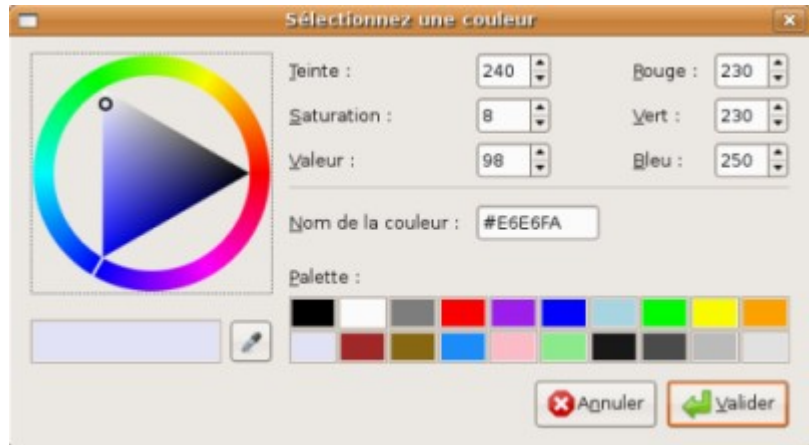 Sélectionnez une couleur
Teinte : 240 Rouge : 230
Saturation : 8 Vert : 230
Valeur : 98 Bleu : 250
Nom de la couleur : #E6E6FA
Palette :
Annuler Valider